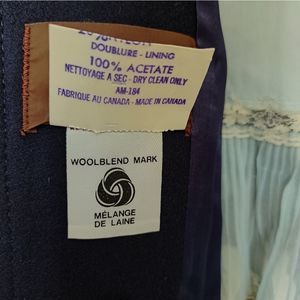 DOUBLURE - LINING
100% ACETATE
NETTOYAGE A SEC - DRY CLEAN ONLY
AM-184
FABRIQUE AU CANADA - MADE IN CANADA
WOOLBLEND MARK
MÉLANGE
DE LAINE